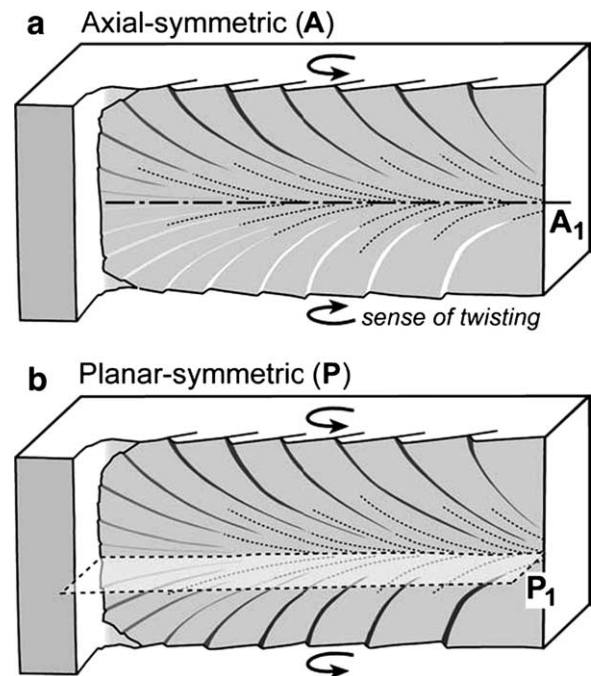 a Axial-symmetric (A)
A1
sense of twisting
b Planar-symmetric (P)
P1